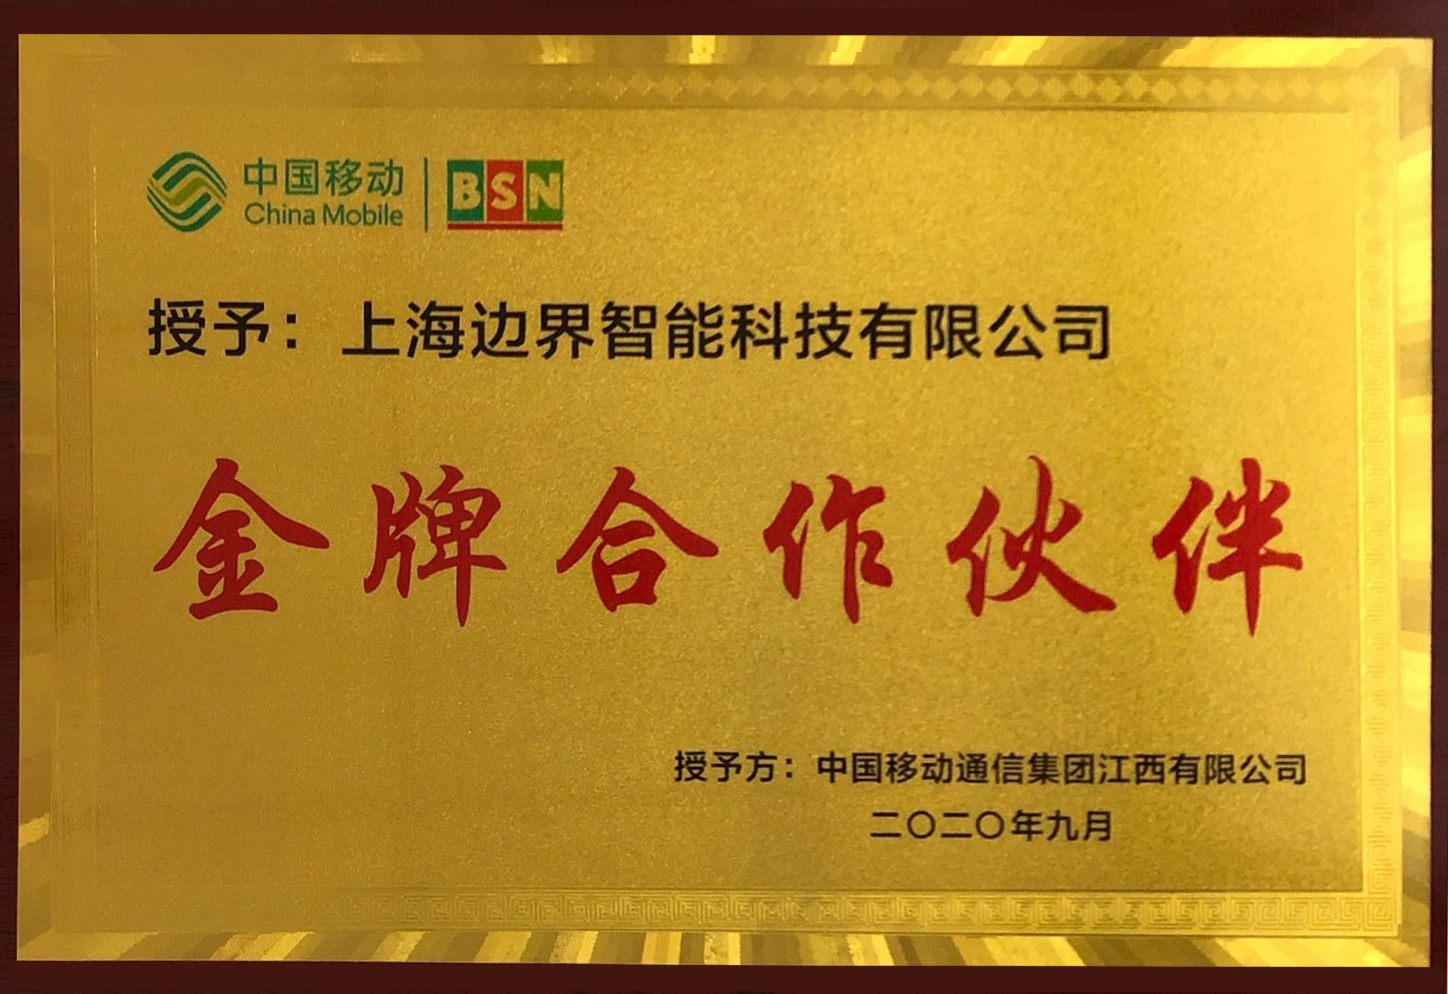 中国移动
China Mobile
BSN
授予：上海边界智能科技有限公司
金牌合作伙伴
授予方：中国移动通信集团江西有限公司
二〇二〇年九月